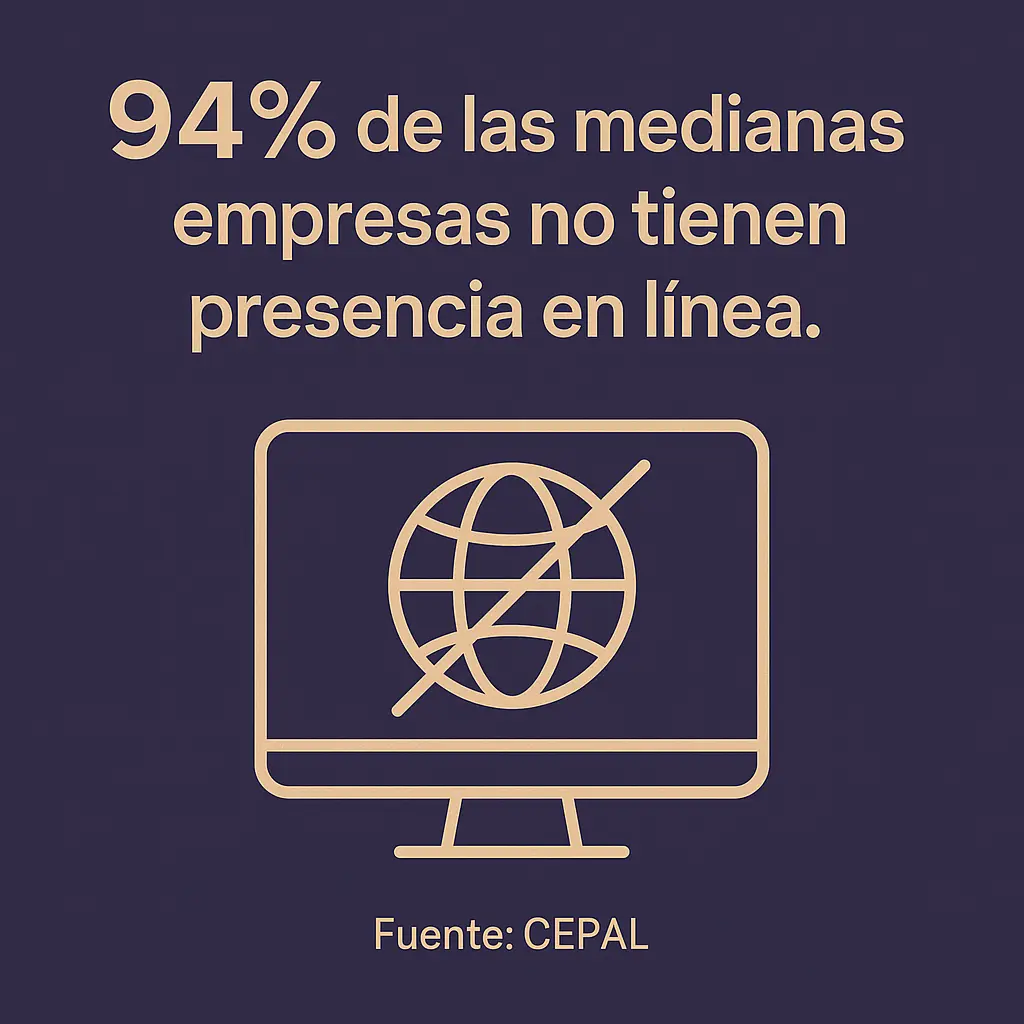 94% de las medianas
empresas no tienen
presencia en línea.
Fuente: CEPAL